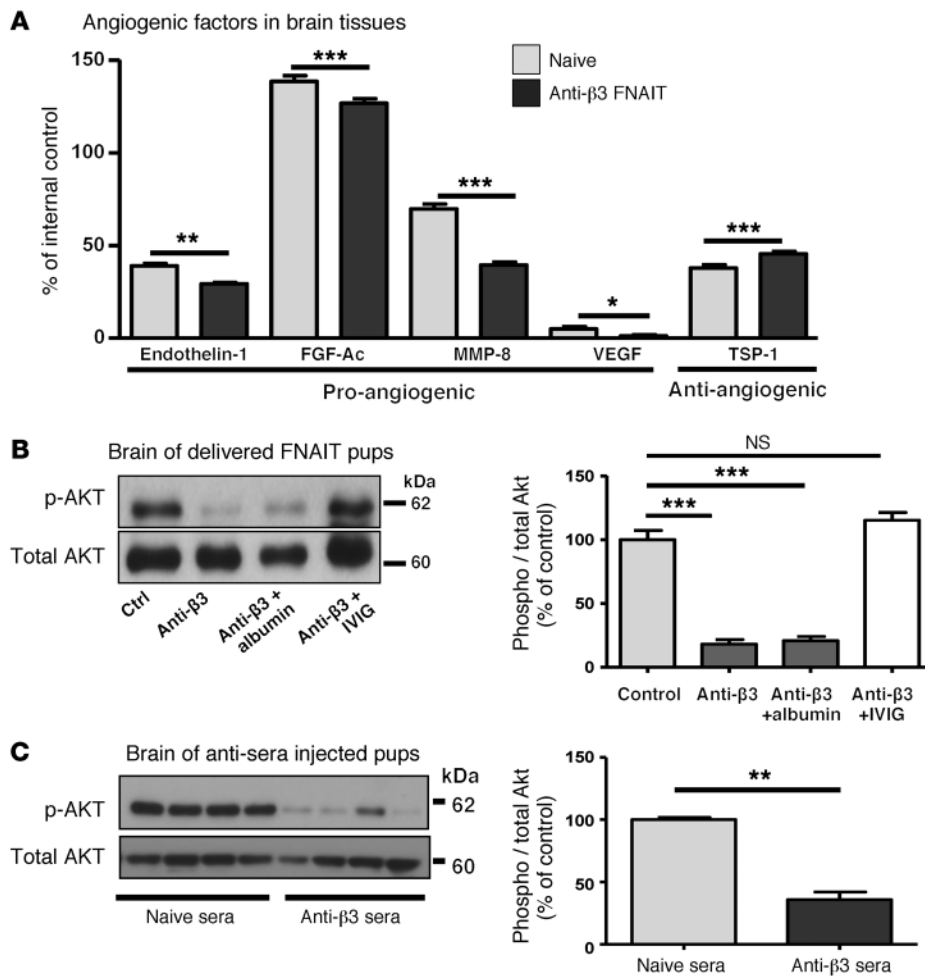 A Angiogenic factors in brain tissues
% of internal control
150
100
50
0
***
**
***
*
***
Naive
Anti-β3 FNAIT
Endothelin-1 FGF-Ac MMP-8 VEGF TSP-1
Pro-angiogenic Anti-angiogenic
B Brain of delivered FNAIT pups
kDa
p-AKT 62
Total AKT 60
Ctrl
Anti-β3
Anti-β3 +
albumin
Anti-β3 +
IVIG
Phospho / total Akt
(% of control)
150
100
50
0
NS
***
***
Control Anti-β3 Anti-β3 Anti-β3
+albumin +IVIG
C Brain of anti-sera injected pups
kDa
p-AKT 62
Total AKT 60
Naive sera Anti-β3 sera
Phospho / total Akt
(% of control)
150
100
50
0
**
Naive sera Anti-β3 sera